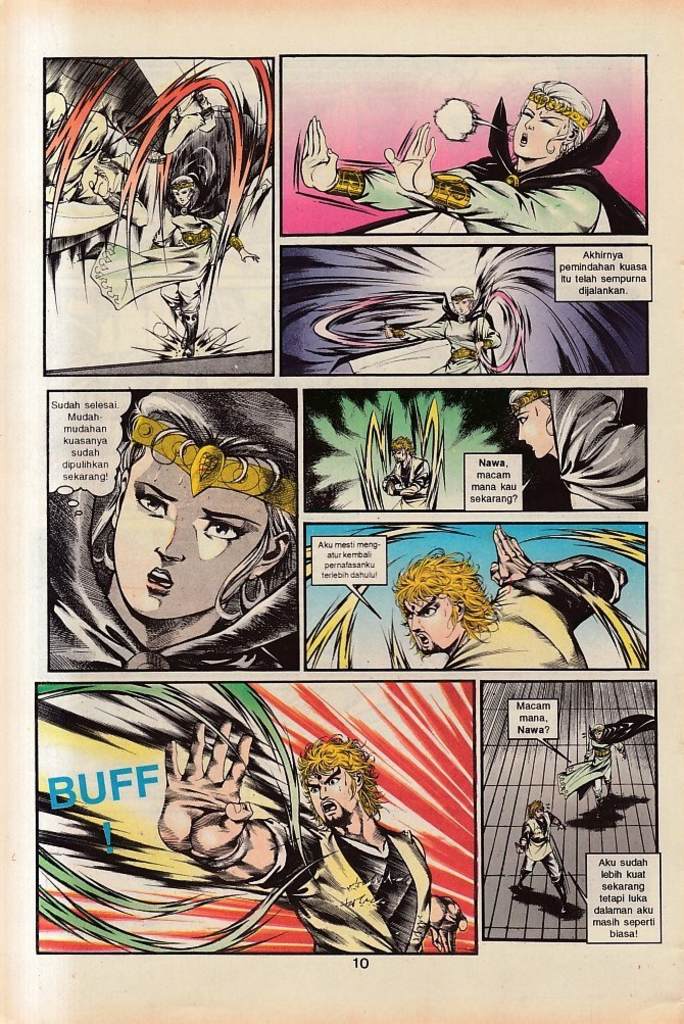 Akhirnya
pemindahan kuasa
itu telah sempurna
dijalankan.
Sudah selesai.
Mudah-
mudahan
kuasanya
sudah
dipulihkan
sekarang!
Nawa,
macam
mana kau
sekarang?
Aku mesti meng-
atur kembali
pernafasanku
terlebih dahulu!
BUFF
!
Macam
mana,
Nawa?
Aku sudah
lebih kuat
sekarang
tetapi luka
dalaman aku
masih seperti
biasa!
10